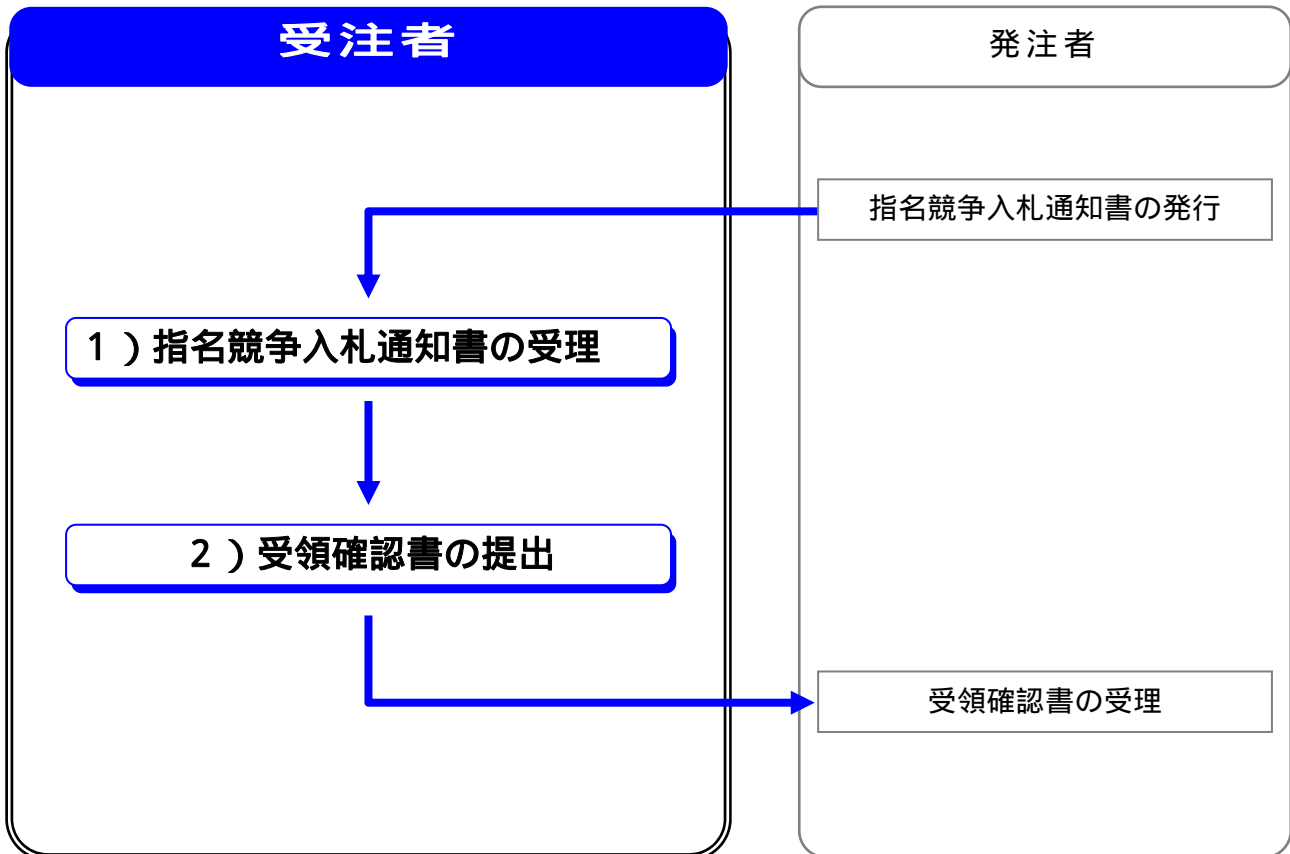 受注者
発注者
指名競争入札通知書の発行
1）指名競争入札通知書の受理
2）受領確認書の提出
受領確認書の受理